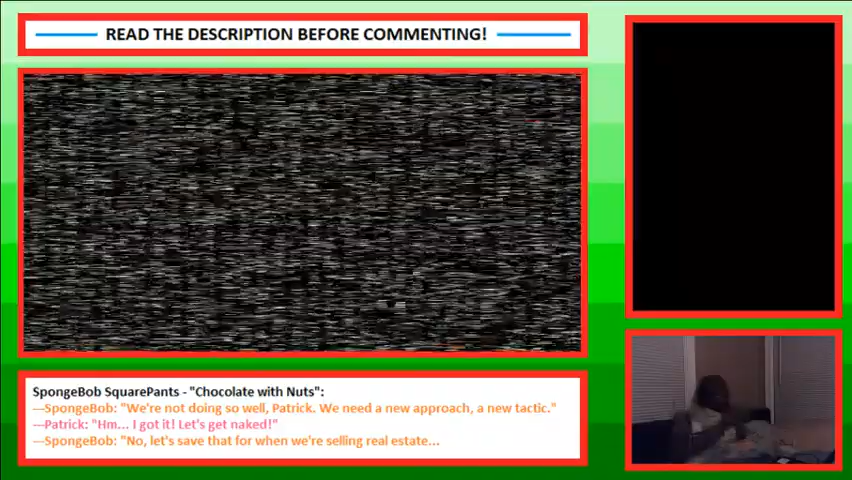 READ THE DESCRIPTION BEFORE COMMENTING!
SpongeBob SquarePants - "Chocolate with Nuts":
---SpongeBob: "We're not doing so well, Patrick. We need a new approach, a new tactic."
---Patrick: "Hm... I got it! Let's get naked!"
---SpongeBob: "No, let's save that for when we're selling real estate...